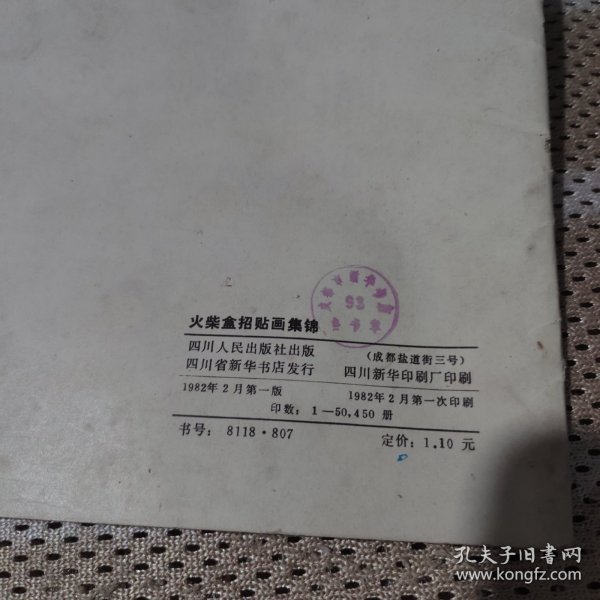 火柴盒招贴画集锦
四川人民出版社出版 (成都盐道街三号)
四川省新华书店发行 四川新华印刷厂印刷
1982年2月第一版 1982年2月第一次印刷
印数: 1—50,450 册
书号: 8118·807 定价: 1.10 元
93
孔夫子旧书网
www.kongfz.com